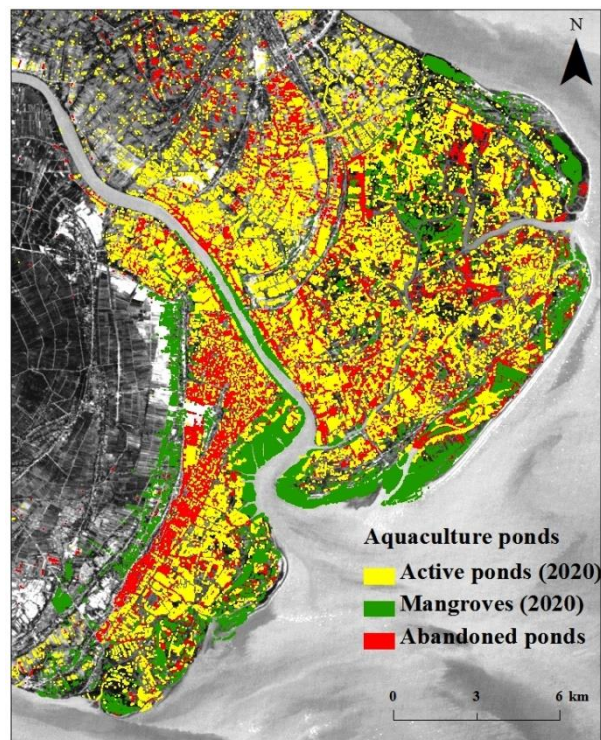 N
Aquaculture ponds
Active ponds (2020)
Mangroves (2020)
Abandoned ponds
0 3 6 km